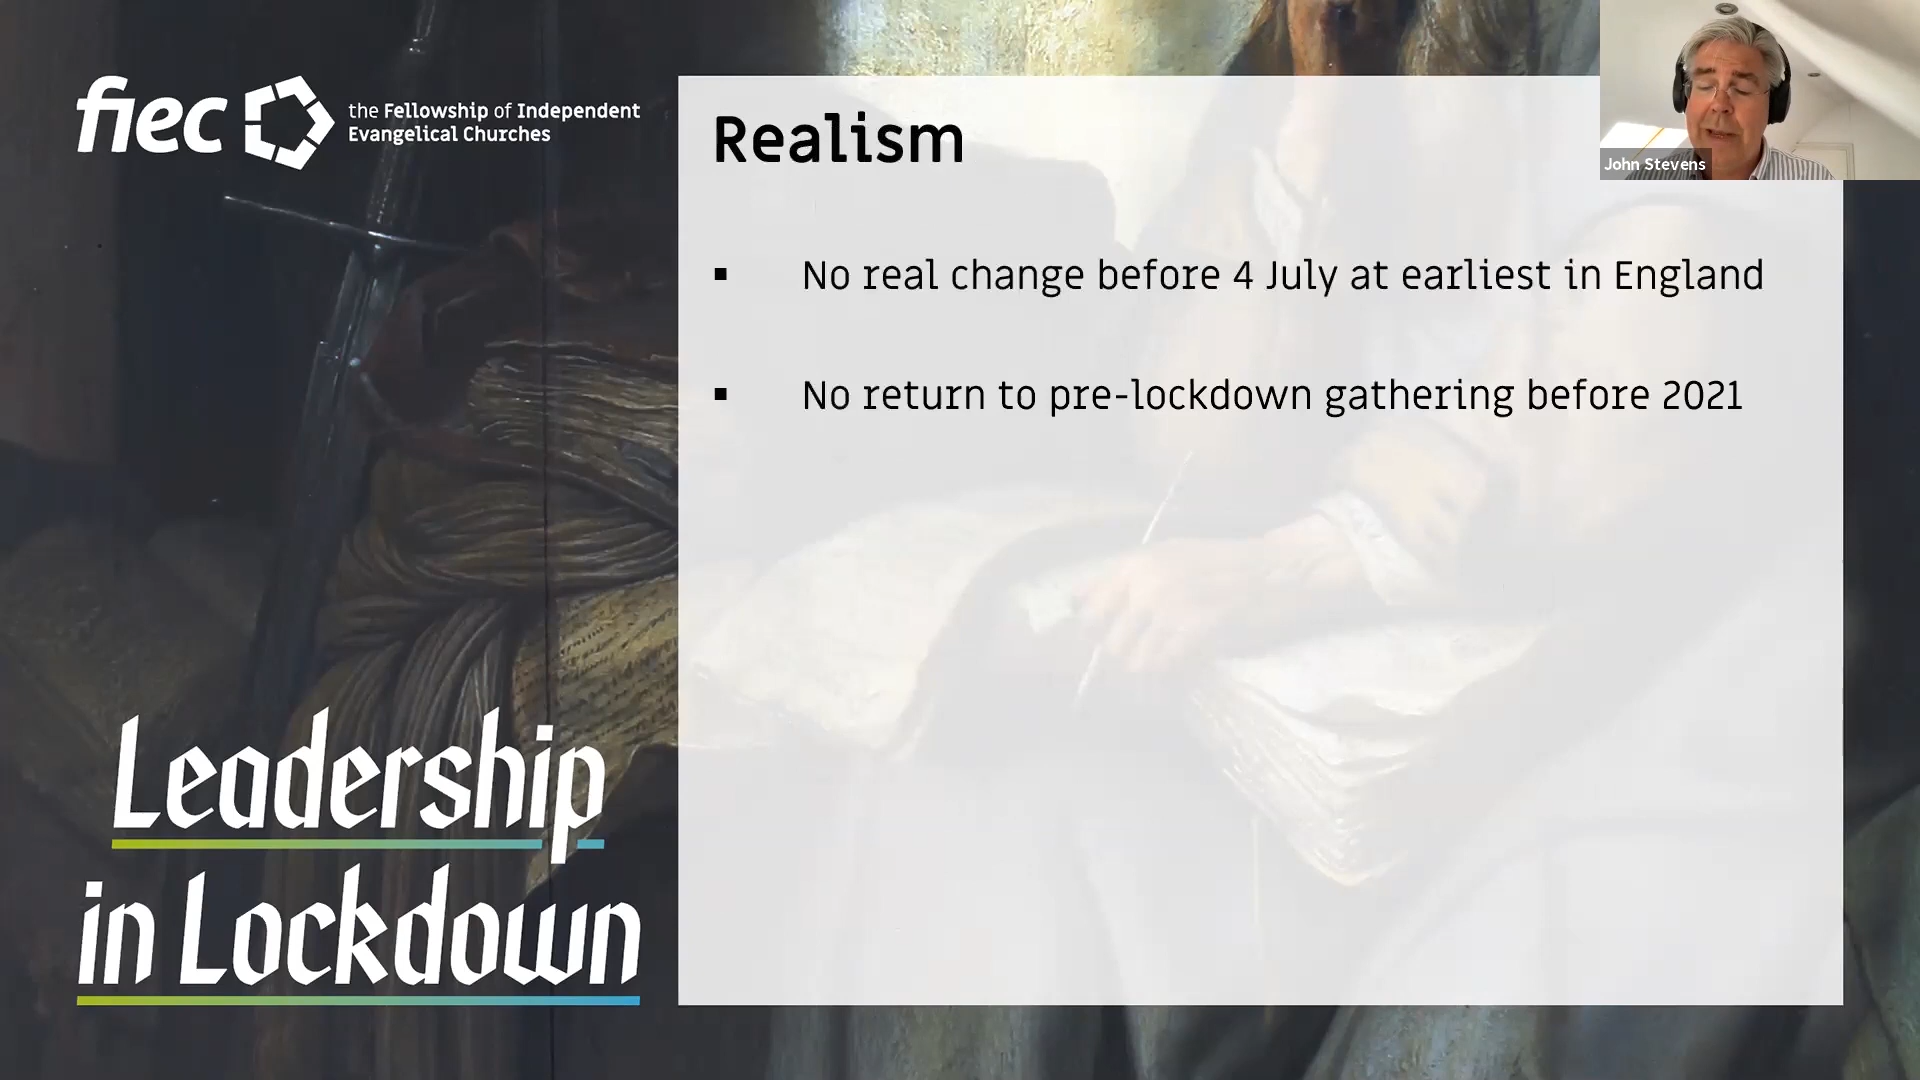 fiec
the Fellowship of Independent
Evangelical Churches
Realism
▪ No real change before 4 July at earliest in England
▪ No return to pre-lockdown gathering before 2021
John Stevens
Leadership
in Lockdown